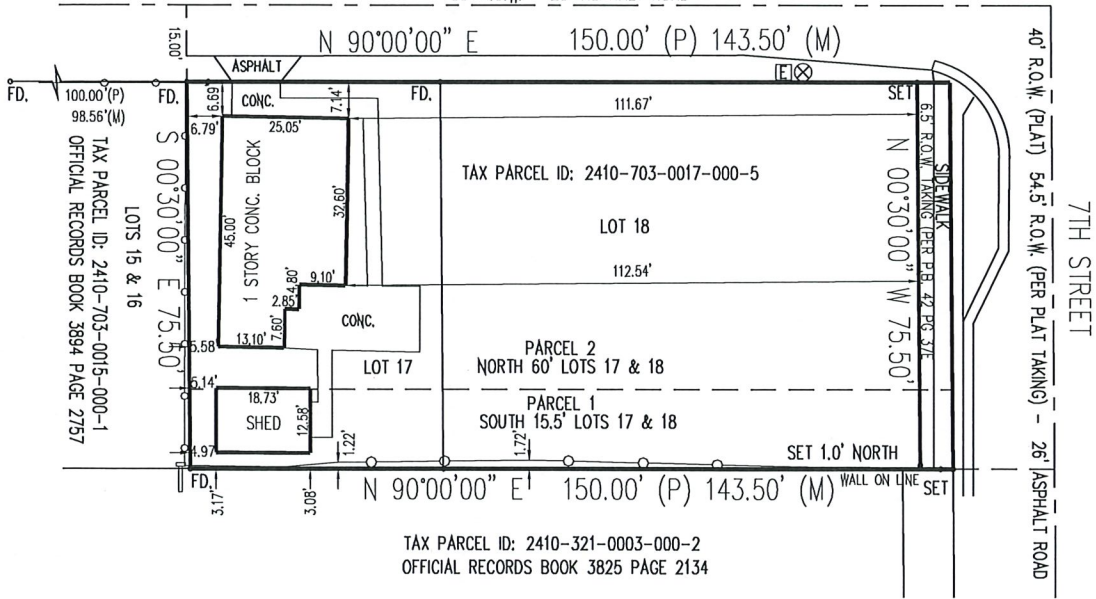 15.00'
N 90°00'00" E 150.00' (P) 143.50' (M)
ASPHALT
E
FD.
100.00'(P)
98.56'(M)
FD.
6.69'
CONC.
7.14'
FD.
SET
6.79'
25.05'
111.67'
TAX PARCEL ID: 2410-703-0017-000-5
LOT 18
1 STORY CONC. BLOCK
45.00'
32.60'
112.54'
4.80'
9.10'
2.85'
7.60'
13.10'
CONC.
5.58'
LOT 17
PARCEL 2
NORTH 60' LOTS 17 & 18
5.14'
18.73'
SHED
12.58'
4.97'
PARCEL 1
SOUTH 15.5' LOTS 17 & 18
1.22'
1.72'
SET 1.0' NORTH
WALL ON LINE
SET
FD.
3.17'
3.08'
N 90°00'00" E 150.00' (P) 143.50' (M)
TAX PARCEL ID: 2410-321-0003-000-2
OFFICIAL RECORDS BOOK 3825 PAGE 2134
S 00°30'00" E 75.50'
LOTS 15 & 16
TAX PARCEL ID: 2410-703-0015-000-1
OFFICIAL RECORDS BOOK 3894 PAGE 2757
N 00°30'00" W 75.50'
6.5' R.O.W. TAKING (PER P.B. 42 PG 37E
SIDEWALK
40' R.O.W. (PLAT) 54.5' R.O.W. (PER PLAT TAKING) - 26' ASPHALT ROAD
7TH STREET